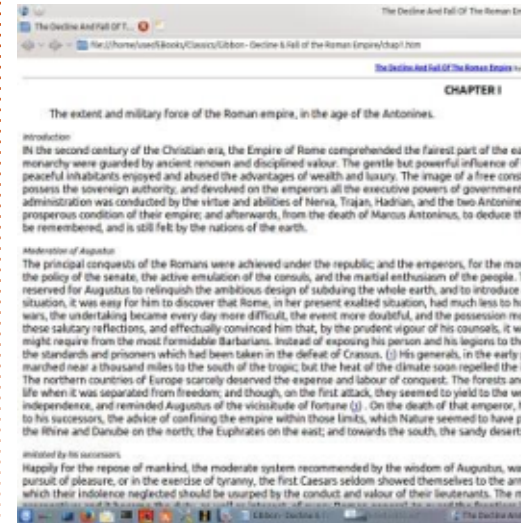 The Decline And Fall Of The Roman Em
The Decline And Fall Of T...
file:///home/used/EBooks/Classics/Gibbon - Decline & Fall of the Roman Empire/chap1.htm
The Decline And Fall Of The Roman Empire
CHAPTER I
The extent and military force of the Roman empire, in the age of the Antonines.
Introduction
IN the second century of the Christian era, the Empire of Rome comprehended the fairest part of the ea
monarchy were guarded by ancient renown and disciplined valour. The gentle but powerful influence of
peaceful inhabitants enjoyed and abused the advantages of wealth and luxury. The image of a free cons
possess the sovereign authority, and devolved on the emperors all the executive powers of government
administration was conducted by the virtue and abilities of Nerva, Trajan, Hadrian, and the two Antonine
prosperous condition of their empire; and afterwards, from the death of Marcus Antoninus, to deduce th
be remembered, and is still felt by the nations of the earth.
Moderation of Augustus
The principal conquests of the Romans were achieved under the republic; and the emperors, for the mos
the policy of the senate, the active emulation of the consuls, and the martial enthusiasm of the people.
reserved for Augustus to relinquish the ambitious design of subduing the whole earth, and to introduce
situation, it was easy for him to discover that Rome, in her present exalted situation, had much less to h
wars, the undertaking became every day more difficult, the event more doubtful, and the possession mo
these salutary reflections, and effectually convinced him that, by the prudent vigour of his counsels, it w
might require from the most formidable Barbarians. Instead of exposing his person and his legions to th
the standards and prisoners which had been taken in the defeat of Crassus. (1) His generals, in the early
marched near a thousand miles to the south of the tropic; but the heat of the climate soon repelled the
The northern countries of Europe scarcely deserved the expense and labour of conquest. The forests and
life when it was separated from freedom; and though, on the first attack, they seemed to yield to the we
independence, and reminded Augustus of the vicissitude of fortune (3). On the death of that emperor,
to his successors, the advice of confining the empire within those limits, which Nature seemed to have p
the Rhine and Danube on the north; the Euphrates on the east; and towards the south, the sandy desert
Imitated by his successors
Happily for the repose of mankind, the moderate system recommended by the wisdom of Augustus, wa
pursuit of pleasure, or in the exercise of tyranny, the first Caesars seldom showed themselves to the arm
which their indolence neglected should be usurped by the conduct and valour of their lieutenants. The m
Gibbon - Decline & F
The Decline And